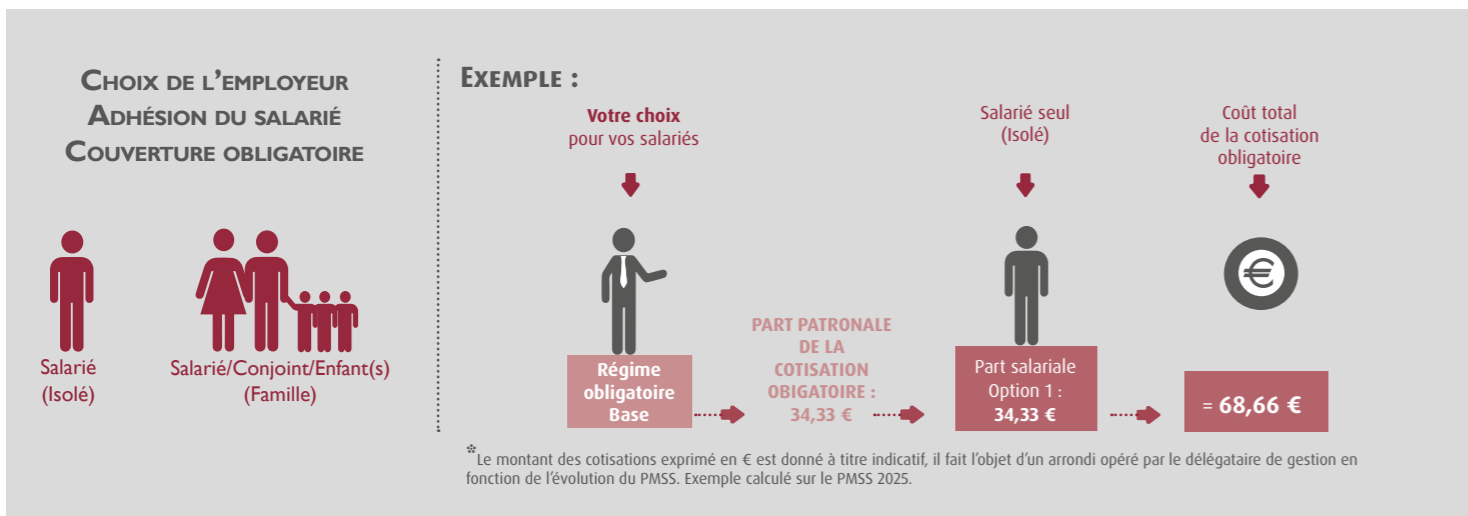 CHOIX DE L'EMPLOYEUR
ADHÉSION DU SALARIÉ
COUVERTURE OBLIGATOIRE
Salarié
(Isolé)
Salarié/Conjoint/Enfant(s)
(Famille)
EXEMPLE :
Votre choix
pour vos salariés
Régime
obligatoire
Base
PART PATRONALE
DE LA
COTISATION
OBIGATOIRE :
34,33 €
Salarié seul
(Isolé)
Part salariale
Option 1 :
34,33 €
Coût total
de la cotisation
obligatoire
€
= 68,66 €
*Le montant des cotisations exprimé en € est donné à titre indicatif, il fait l'objet d'un arrondi opéré par le délégataire de gestion en
fonction de l'évolution du PMSS. Exemple calculé sur le PMSS 2025.